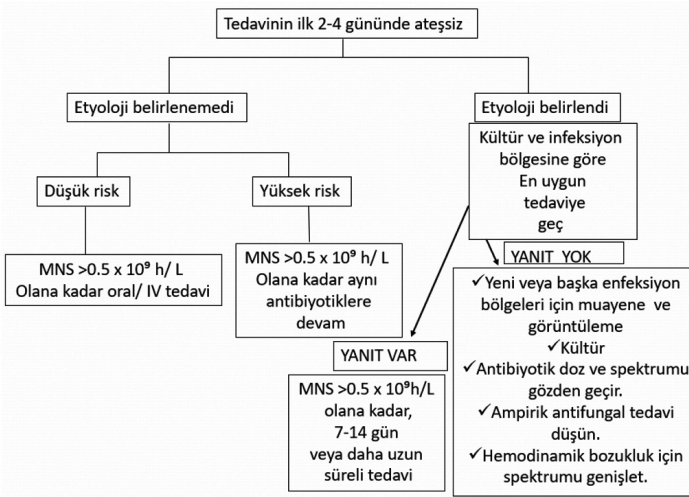 Tedavinin ilk 2-4 gününde ateşsiz
Etyoloji belirlenemedi
Etyoloji belirlendi
Kültür ve infeksiyon
bölgesine göre
En uygun
tedaviye
geç
Düşük risk
Yüksek risk
MNS >0.5 x 10⁹ h/ L
Olana kadar oral/ IV tedavi
MNS >0.5 x 10⁹ h/ L
Olana kadar aynı
antibiyotiklere
devam
YANIT VAR
MNS >0.5 x 10⁹h/L
olana kadar,
7-14 gün
veya daha uzun
süreli tedavi
YANIT YOK
✓Yeni veya başka enfeksiyon
bölgeleri için muayene ve
görüntüleme
✓Kültür
✓Antibiyotik doz ve spektrumu
gözden geçir.
✓Ampirik antifungal tedavi
düşün.
✓Hemodinamik bozukluk için
spektrumu genişlet.